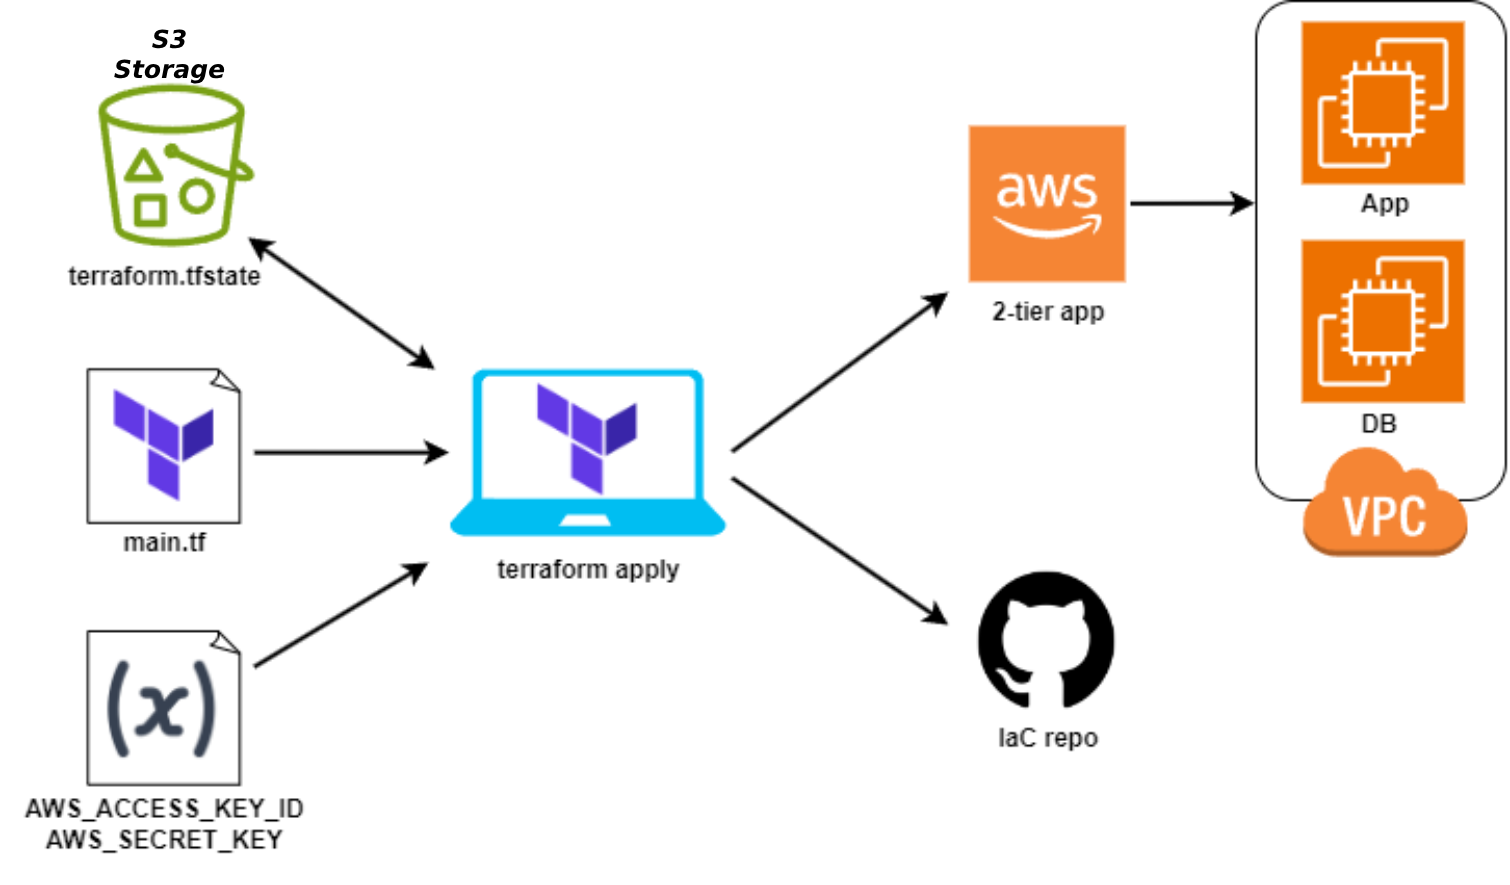 S3
Storage
terraform.tfstate
main.tf
AWS_ACCESS_KEY_ID
AWS_SECRET_KEY
terraform apply
aws
2-tier app
IaC repo
App
DB
VPC